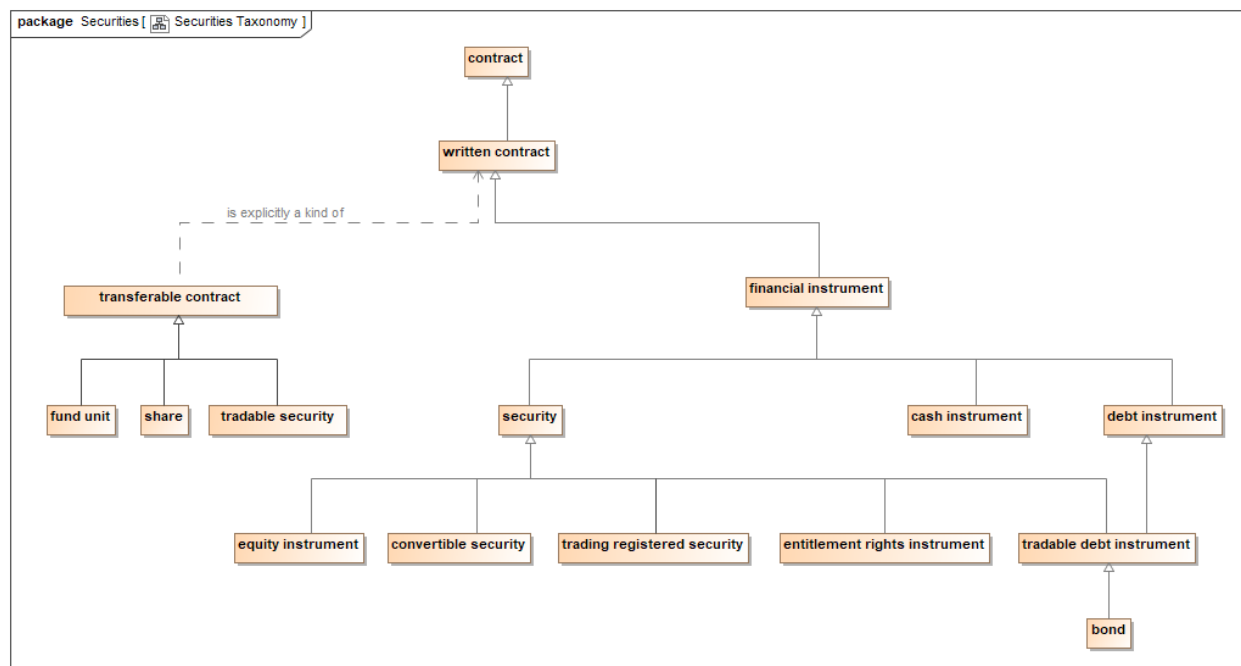 package Securities [ Securities Taxonomy ]
contract
written contract
is explicitly a kind of
transferable contract
financial instrument
fund unit
share
tradable security
security
cash instrument
debt instrument
equity instrument
convertible security
trading registered security
entitlement rights instrument
tradable debt instrument
bond